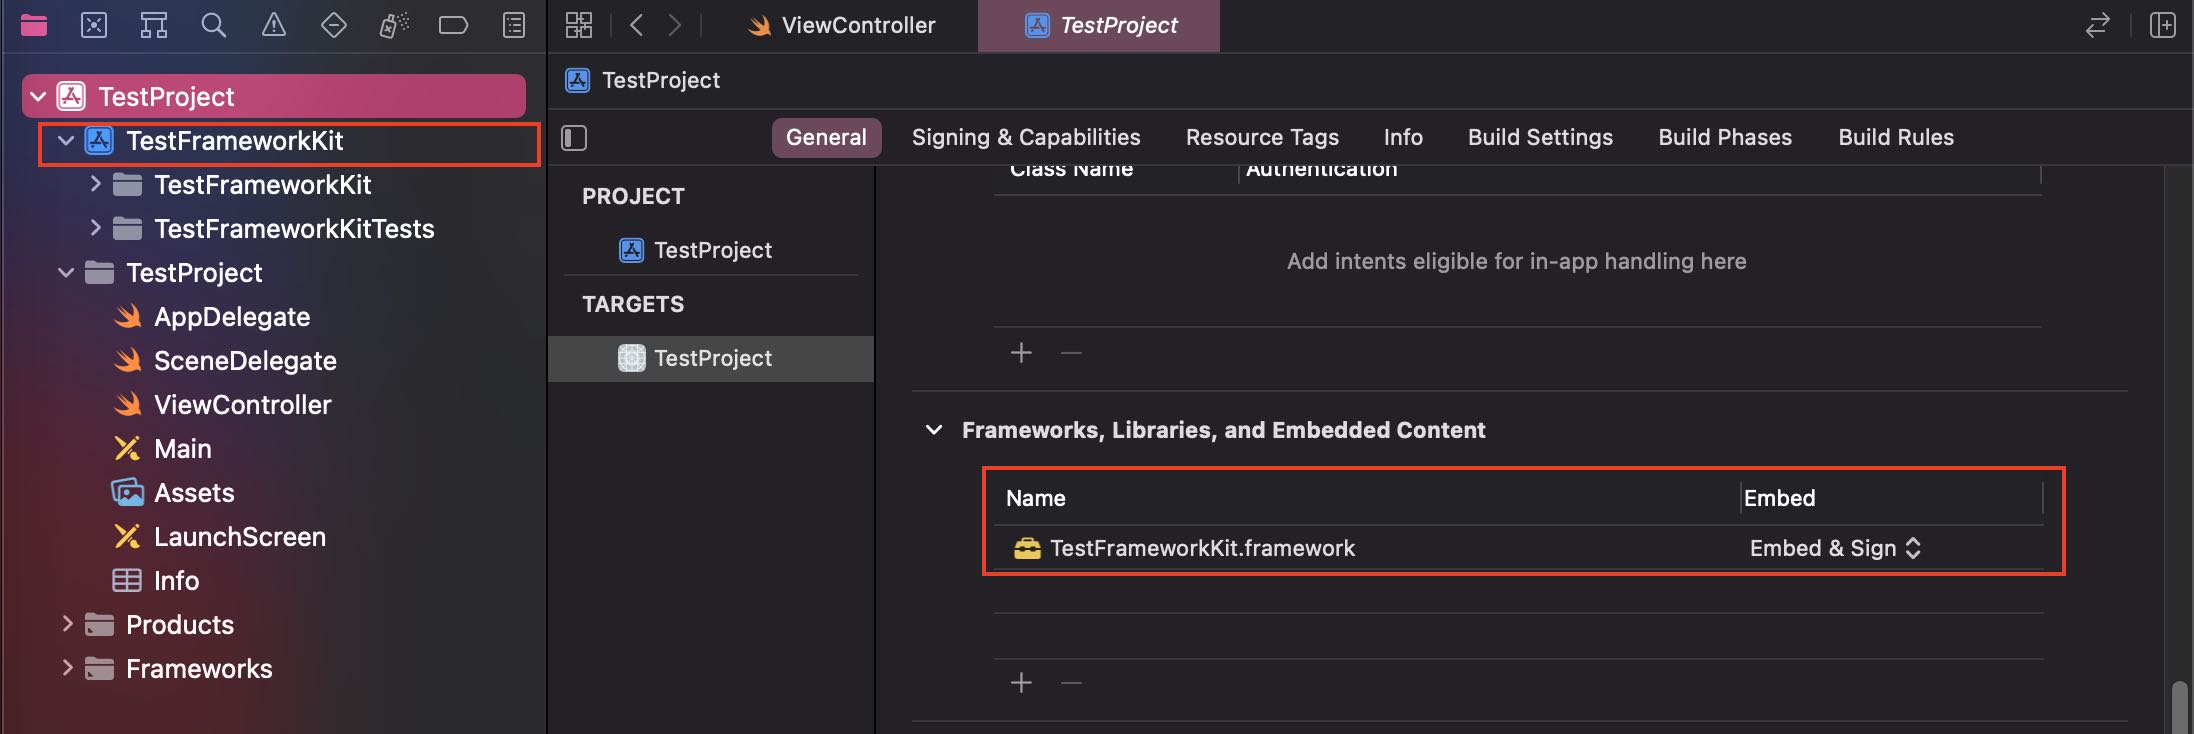 ViewController
TestProject
TestProject
TestFrameworkKit
TestFrameworkKit
TestFrameworkKitTests
TestProject
AppDelegate
SceneDelegate
ViewController
Main
Assets
LaunchScreen
Info
Products
Frameworks
TestProject
General Signing & Capabilities Resource Tags Info Build Settings Build Phases Build Rules
PROJECT
TestProject
TARGETS
TestProject
Class Name Authentication
Add intents eligible for in-app handling here
Frameworks, Libraries, and Embedded Content
Name Embed
TestFrameworkKit.framework Embed & Sign